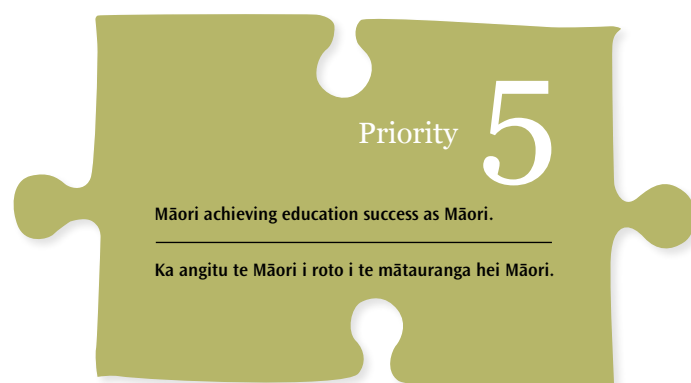 Priority 5
Māori achieving education success as Māori.
Ka angitu te Māori i roto i te mātauranga hei Māori.